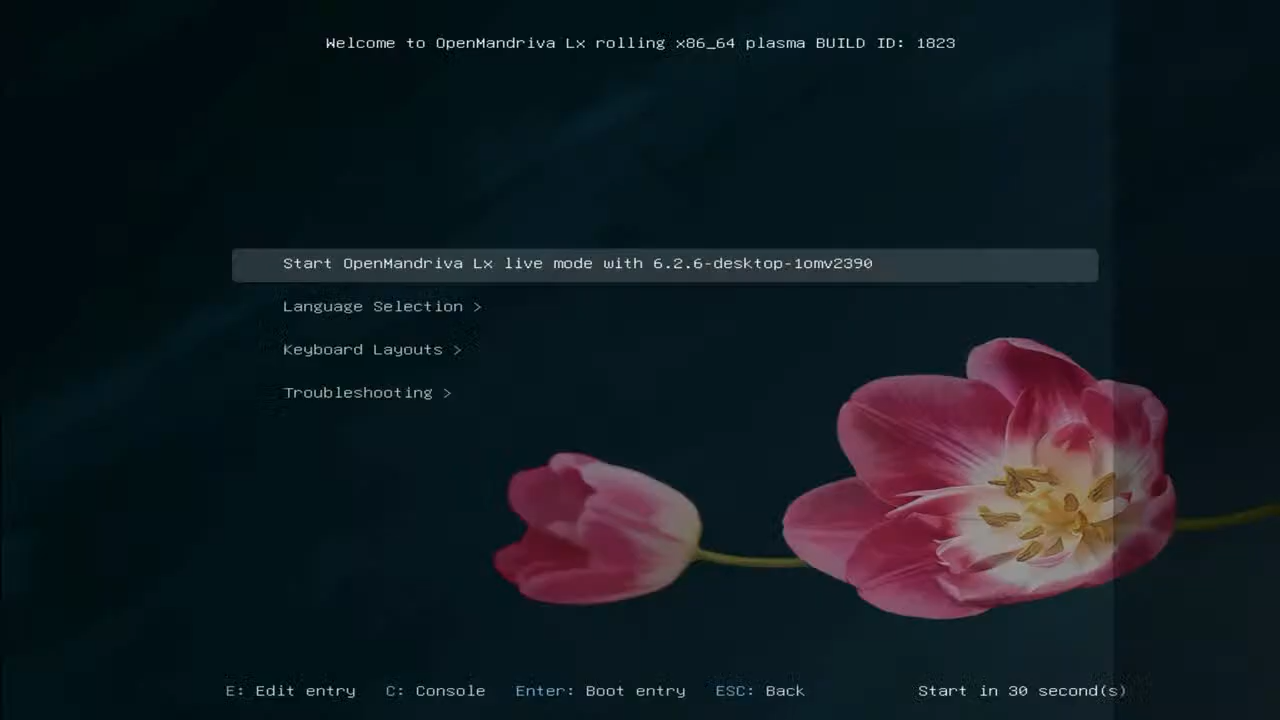 Welcome to OpenMandriva Lx rolling x86_64 plasma BUILD ID: 1823
Start OpenMandriva Lx live mode with 6.2.6-desktop-1omv2390
Language Selection >
Keyboard Layouts >
Troubleshooting >
E: Edit entry C: Console Enter: Boot entry ESC: Back Start in 30 second(s)